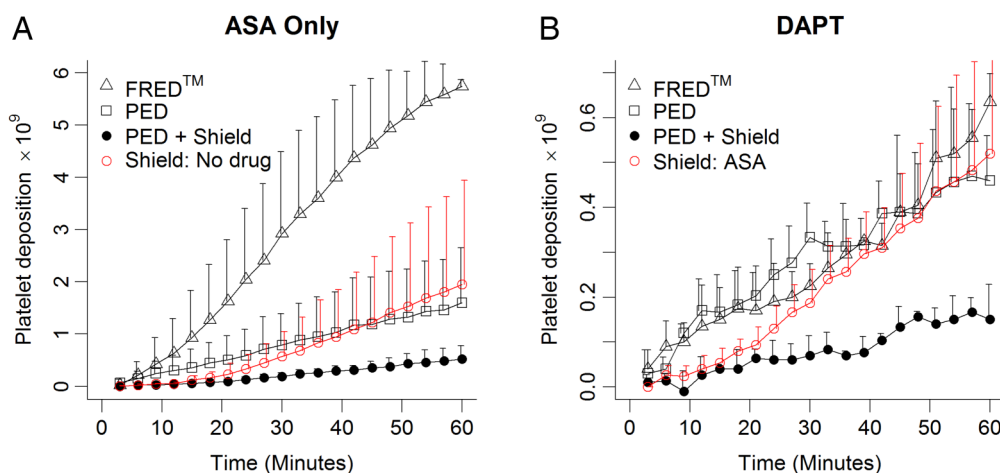 A
ASA Only
Platelet deposition × 10⁹
6
5
4
3
2
1
0
FRED™
PED
PED + Shield
Shield: No drug
0 10 20 30 40 50 60
Time (Minutes)
B
DAPT
Platelet deposition × 10⁹
0.6
0.4
0.2
0.0
FRED™
PED
PED + Shield
Shield: ASA
0 10 20 30 40 50 60
Time (Minutes)